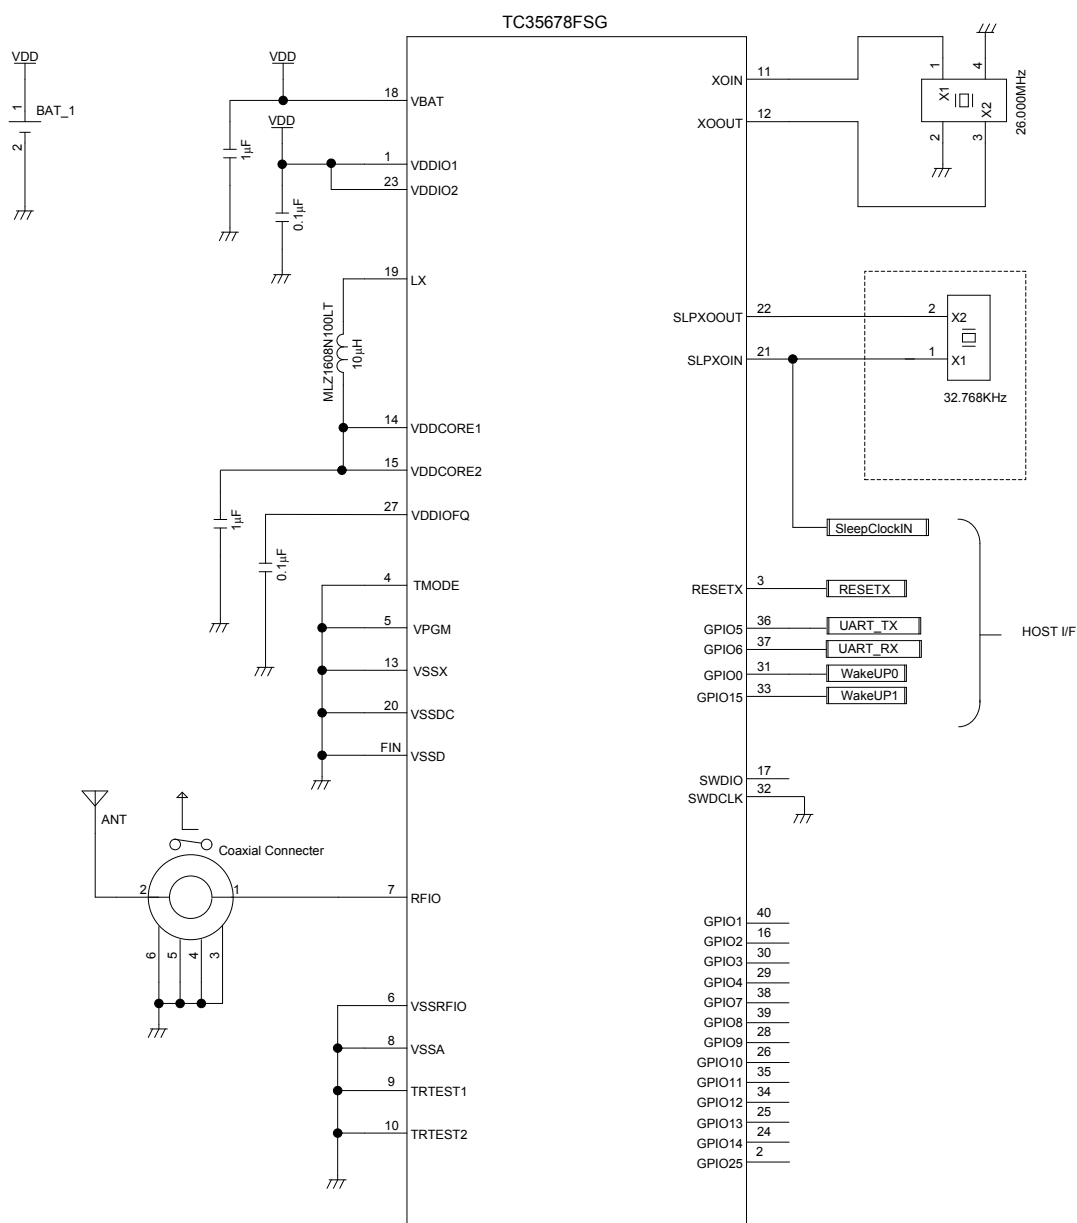 TC35678FSG
VDD
1
BAT_1
2
VDD
18
VBAT
1μF
VDD
1
VDDIO1
23
VDDIO2
0.1μF
19
LX
MLZ1608N100LT
10μH
14
VDDCORE1
15
VDDCORE2
1μF
27
VDDIOFQ
0.1μF
4
TMODE
5
VPGM
13
VSSX
20
VSSDC
FIN
VSSD
ANT
Coaxial Connecter
2
1
6
5
4
3
7
RFIO
6
VSSRFIO
8
VSSA
9
TRTEST1
10
TRTEST2
XOIN
11
XOOUT
12
1
4
X1
X2
2
3
26.000MHz
SLPXOOUT
22
2
X2
SLPXOIN
21
1
X1
32.768KHz
SleepClockIN
RESETX
3
RESETX
GPIO5
36
UART_TX
GPIO6
37
UART_RX
GPIO0
31
WakeUP0
GPIO15
33
WakeUP1
HOST I/F
SWDIO
17
SWDCLK
32
GPIO1
40
GPIO2
16
GPIO3
30
GPIO4
29
GPIO7
38
GPIO8
39
GPIO9
28
GPIO10
26
GPIO11
35
GPIO12
34
GPIO13
25
GPIO14
24
GPIO25
2